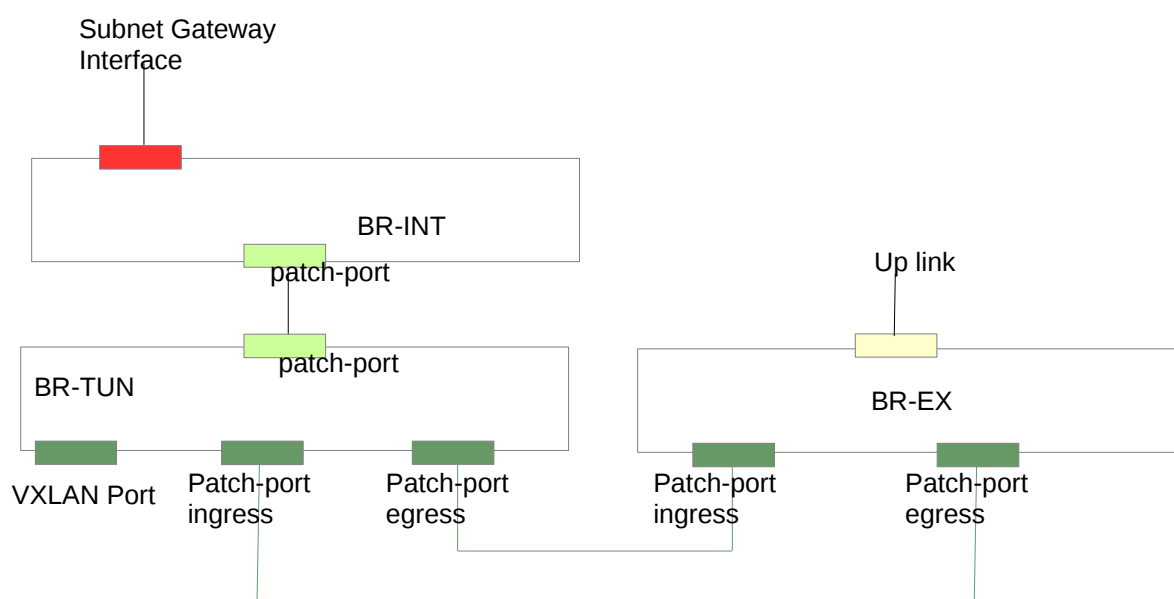 Subnet Gateway
Interface
BR-INT
patch-port
Up link
patch-port
BR-TUN
BR-EX
VXLAN Port
Patch-port
ingress
Patch-port
egress
Patch-port
ingress
Patch-port
egress